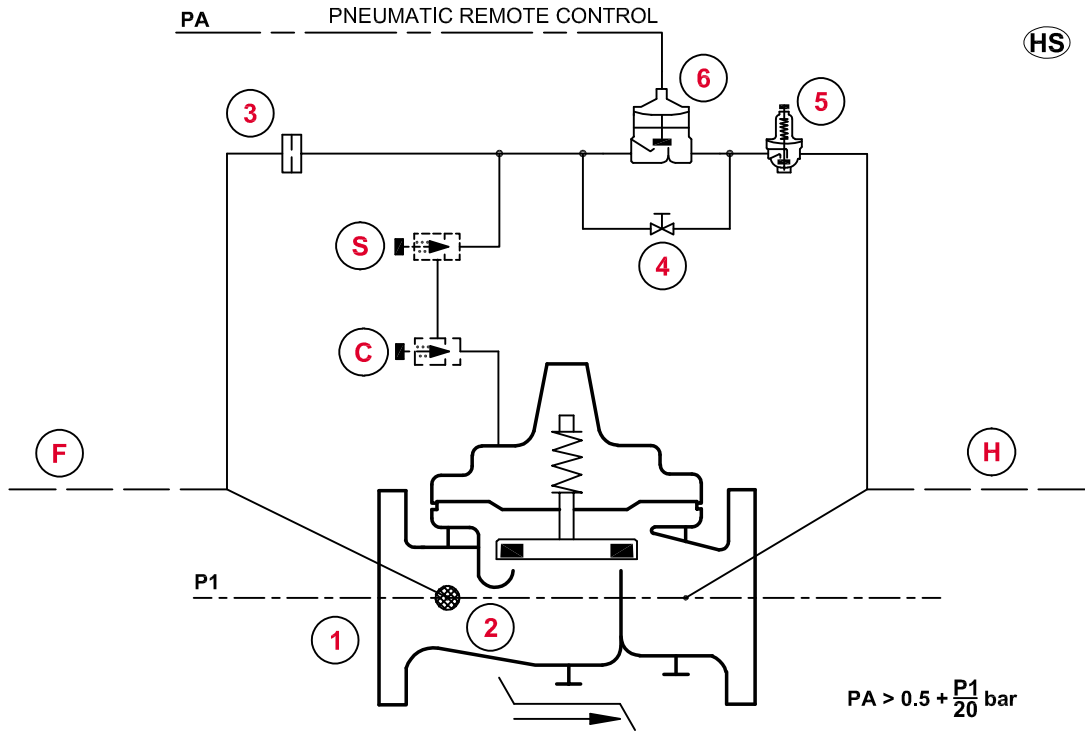 PA PNEUMATIC REMOTE CONTROL
HS
6
5
3
S
4
C
F
H
P1
2
1
PA > 0.5 + P1/20 bar